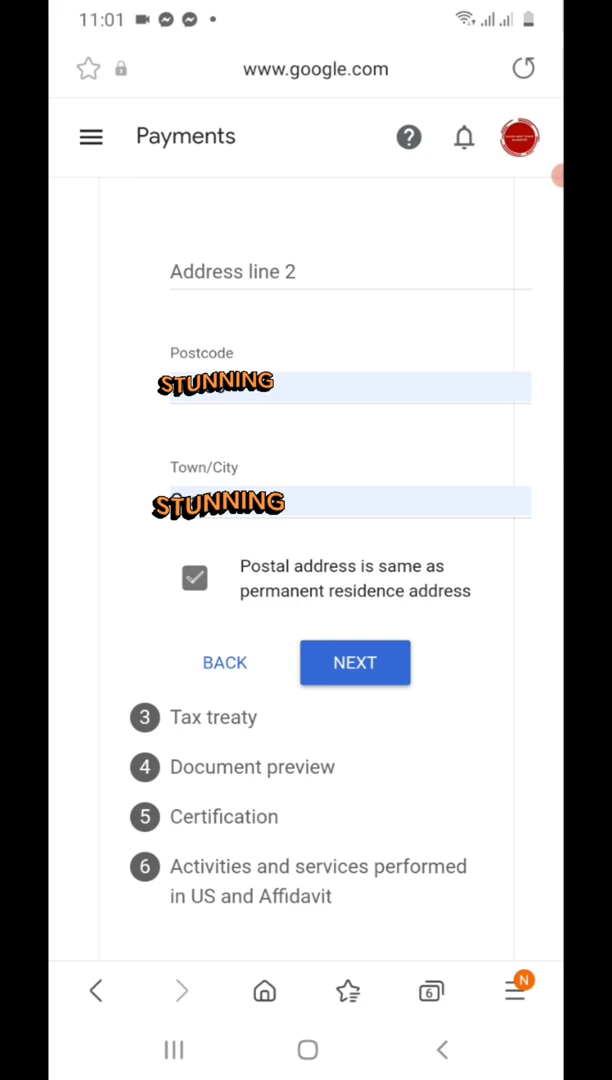 11:01
www.google.com
Payments
Address line 2
Postcode
STUNNING
Town/City
STUNNING
Postal address is same as
permanent residence address
BACK
NEXT
3 Tax treaty
4 Document preview
5 Certification
6 Activities and services performed
in US and Affidavit
6
N